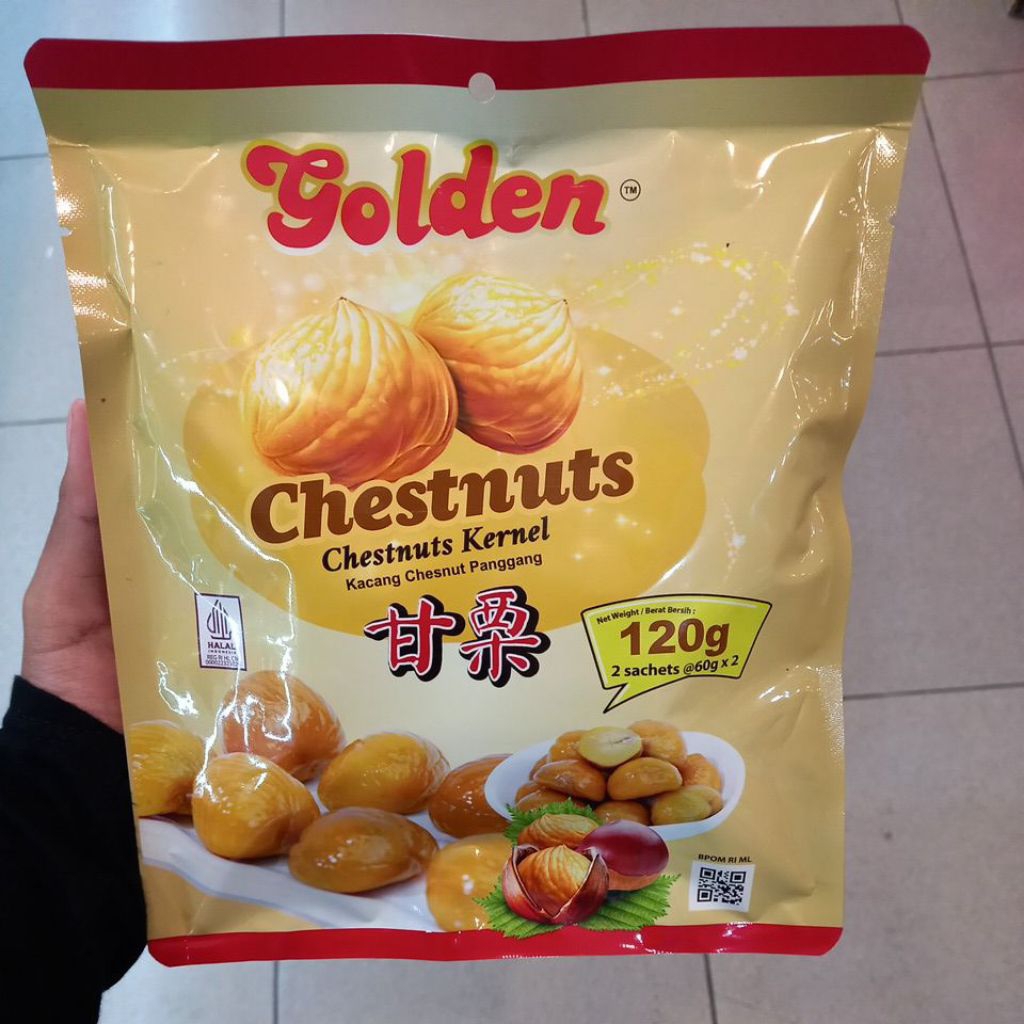 Golden
TM
Chestnuts
Chestnuts Kernel
Kacang Chesnut Panggang
甘栗
HALAL
INDONESIA
Net Weight / Berat Bersih :
120g
2 sachets @60g x 2
BPOM RI ML